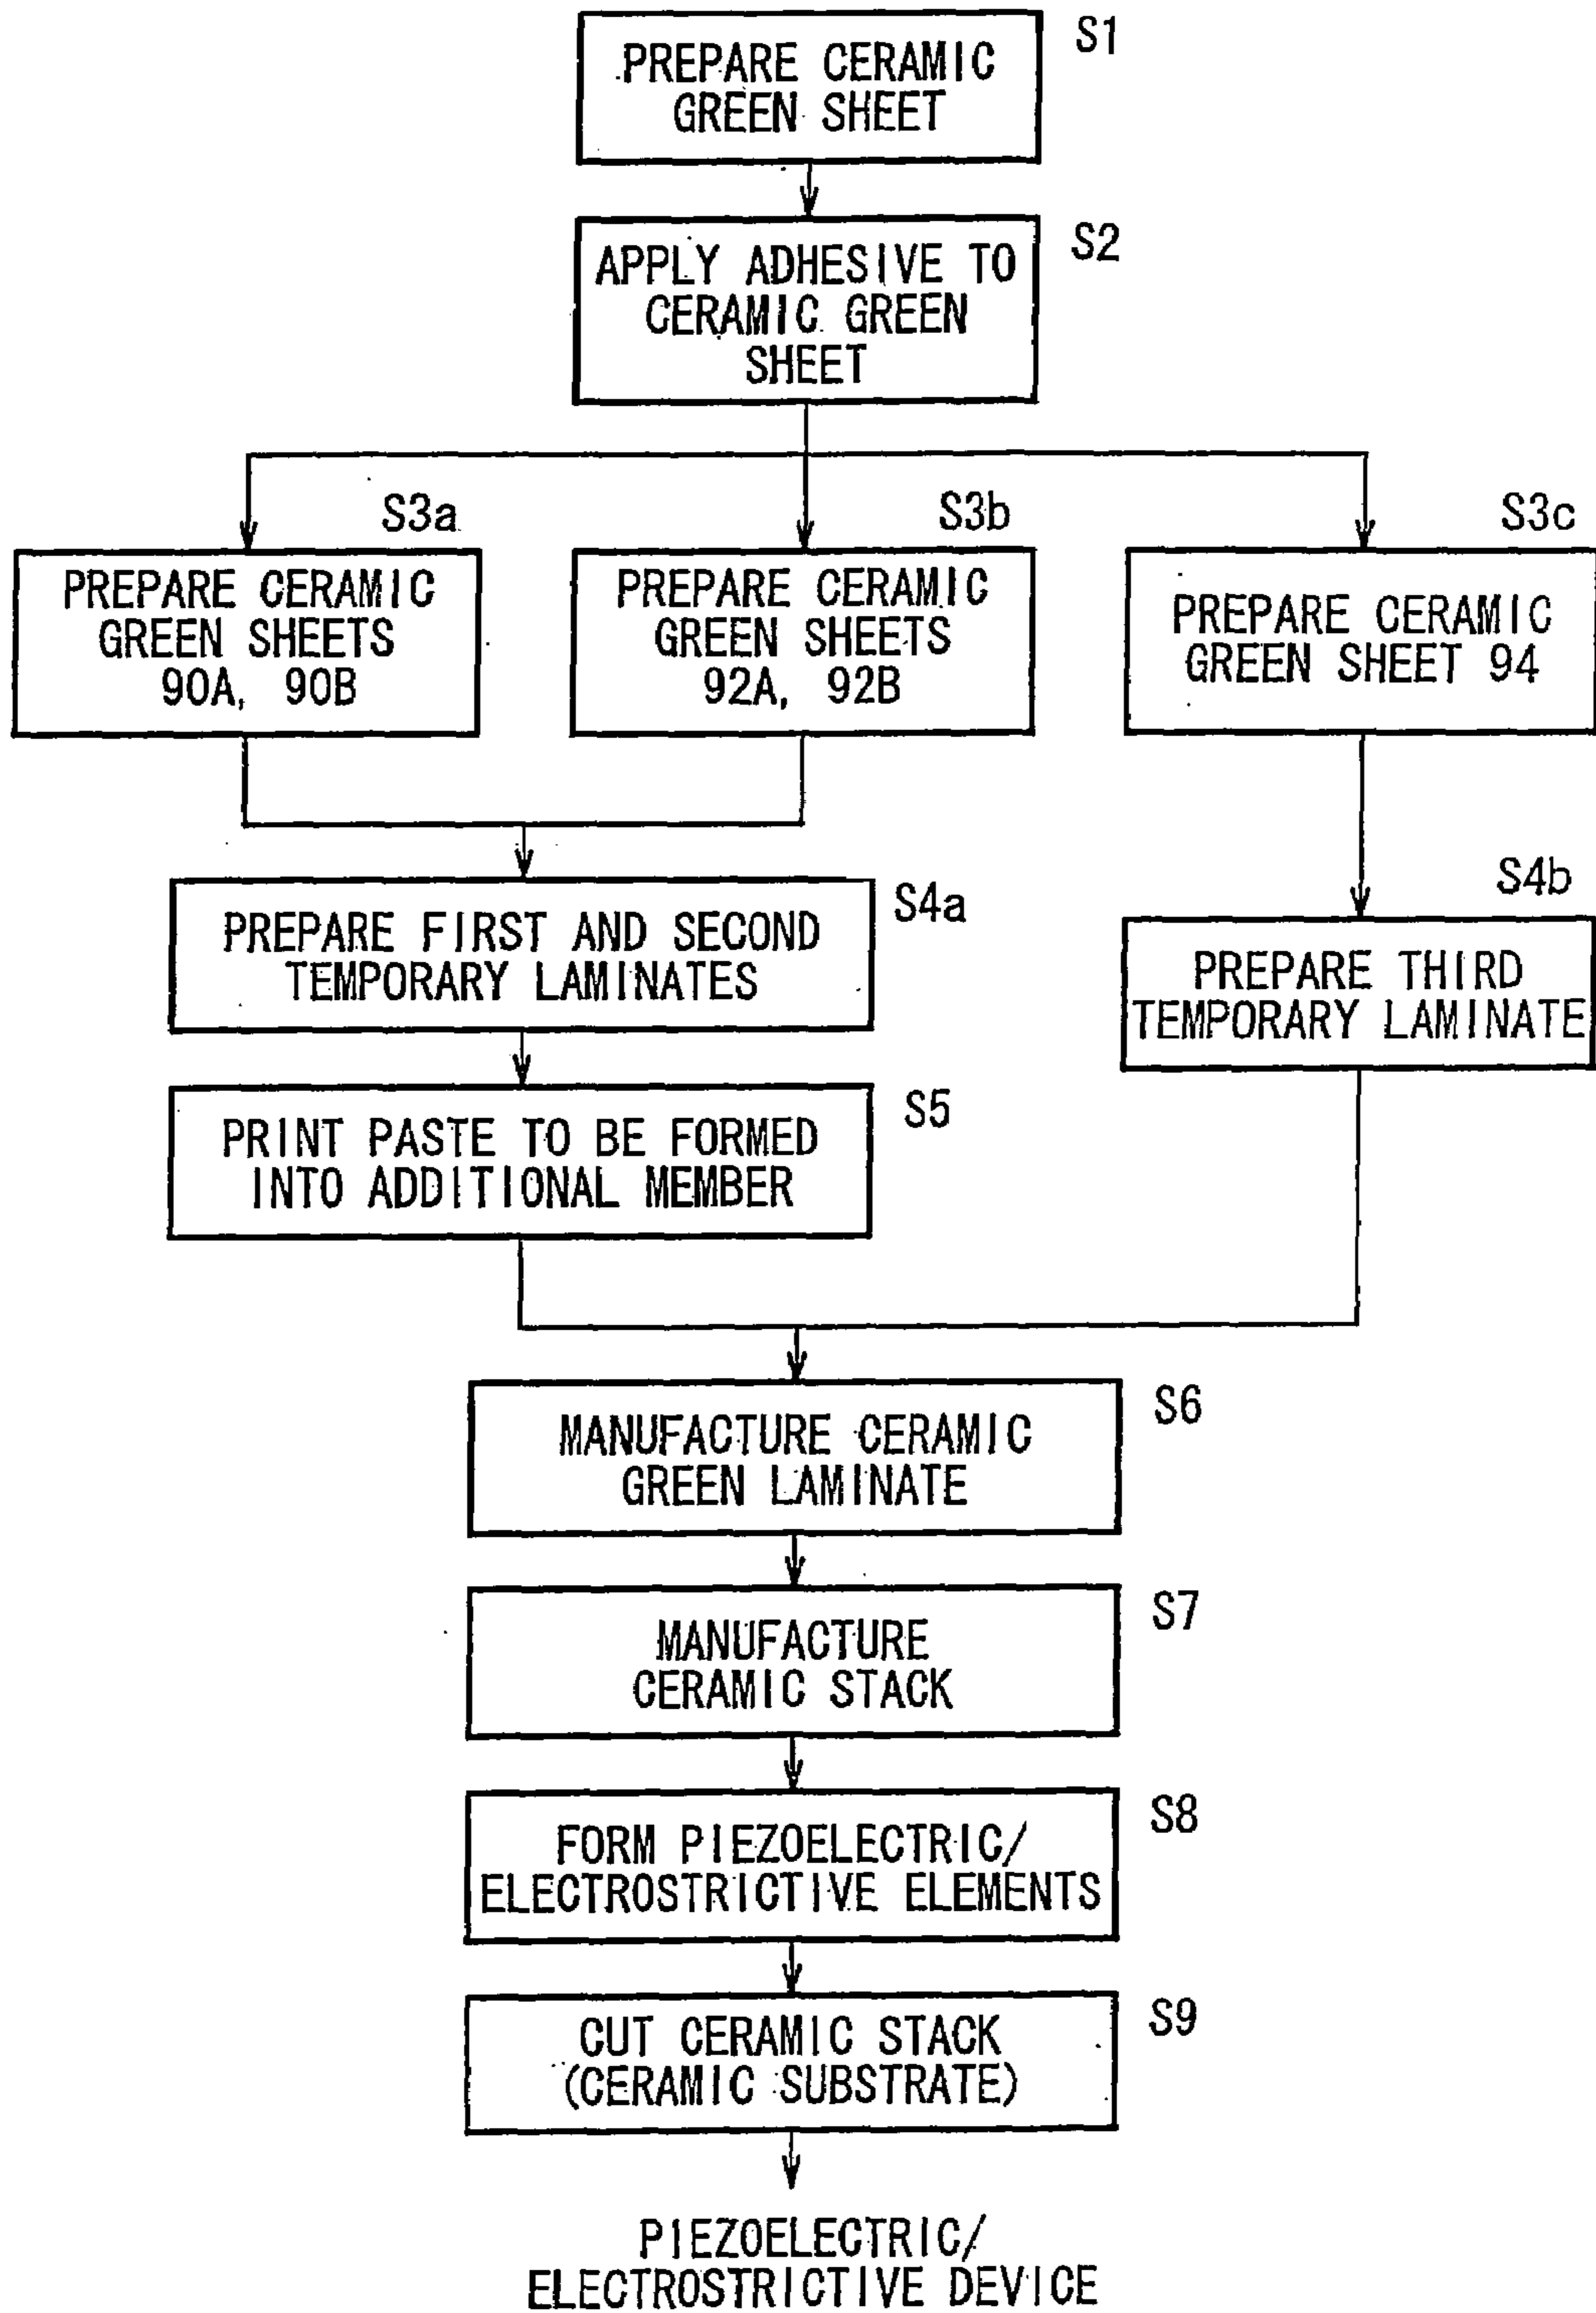 S1
PREPARE CERAMIC
GREEN SHEET
S2
APPLY ADHESIVE TO
CERAMIC GREEN
SHEET
S3a
PREPARE CERAMIC
GREEN SHEETS
90A, 90B
S3b
PREPARE CERAMIC
GREEN SHEETS
92A, 92B
S3c
PREPARE CERAMIC
GREEN SHEET 94
S4a
PREPARE FIRST AND SECOND
TEMPORARY LAMINATES
S4b
PREPARE THIRD
TEMPORARY LAMINATE
S5
PRINT PASTE TO BE FORMED
INTO ADDITIONAL MEMBER
S6
MANUFACTURE CERAMIC
GREEN LAMINATE
S7
MANUFACTURE
CERAMIC STACK
S8
FORM PIEZOELECTRIC/
ELECTROSTRICTIVE ELEMENTS
S9
CUT CERAMIC STACK
(CERAMIC SUBSTRATE)
PIEZOELECTRIC/
ELECTROSTRICTIVE DEVICE